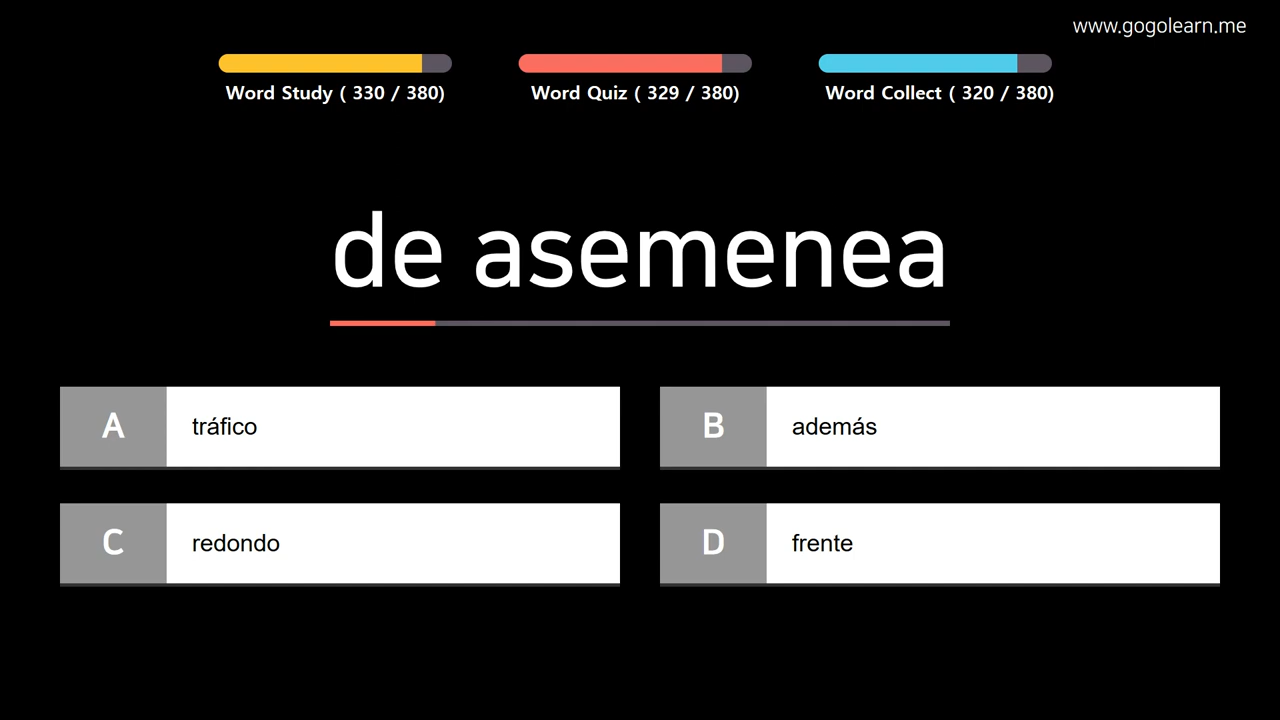 www.gogolearn.me
Word Study ( 330 / 380)
Word Quiz ( 329 / 380)
Word Collect ( 320 / 380)
de asemenea
A
tráfico
B
además
C
redondo
D
frente